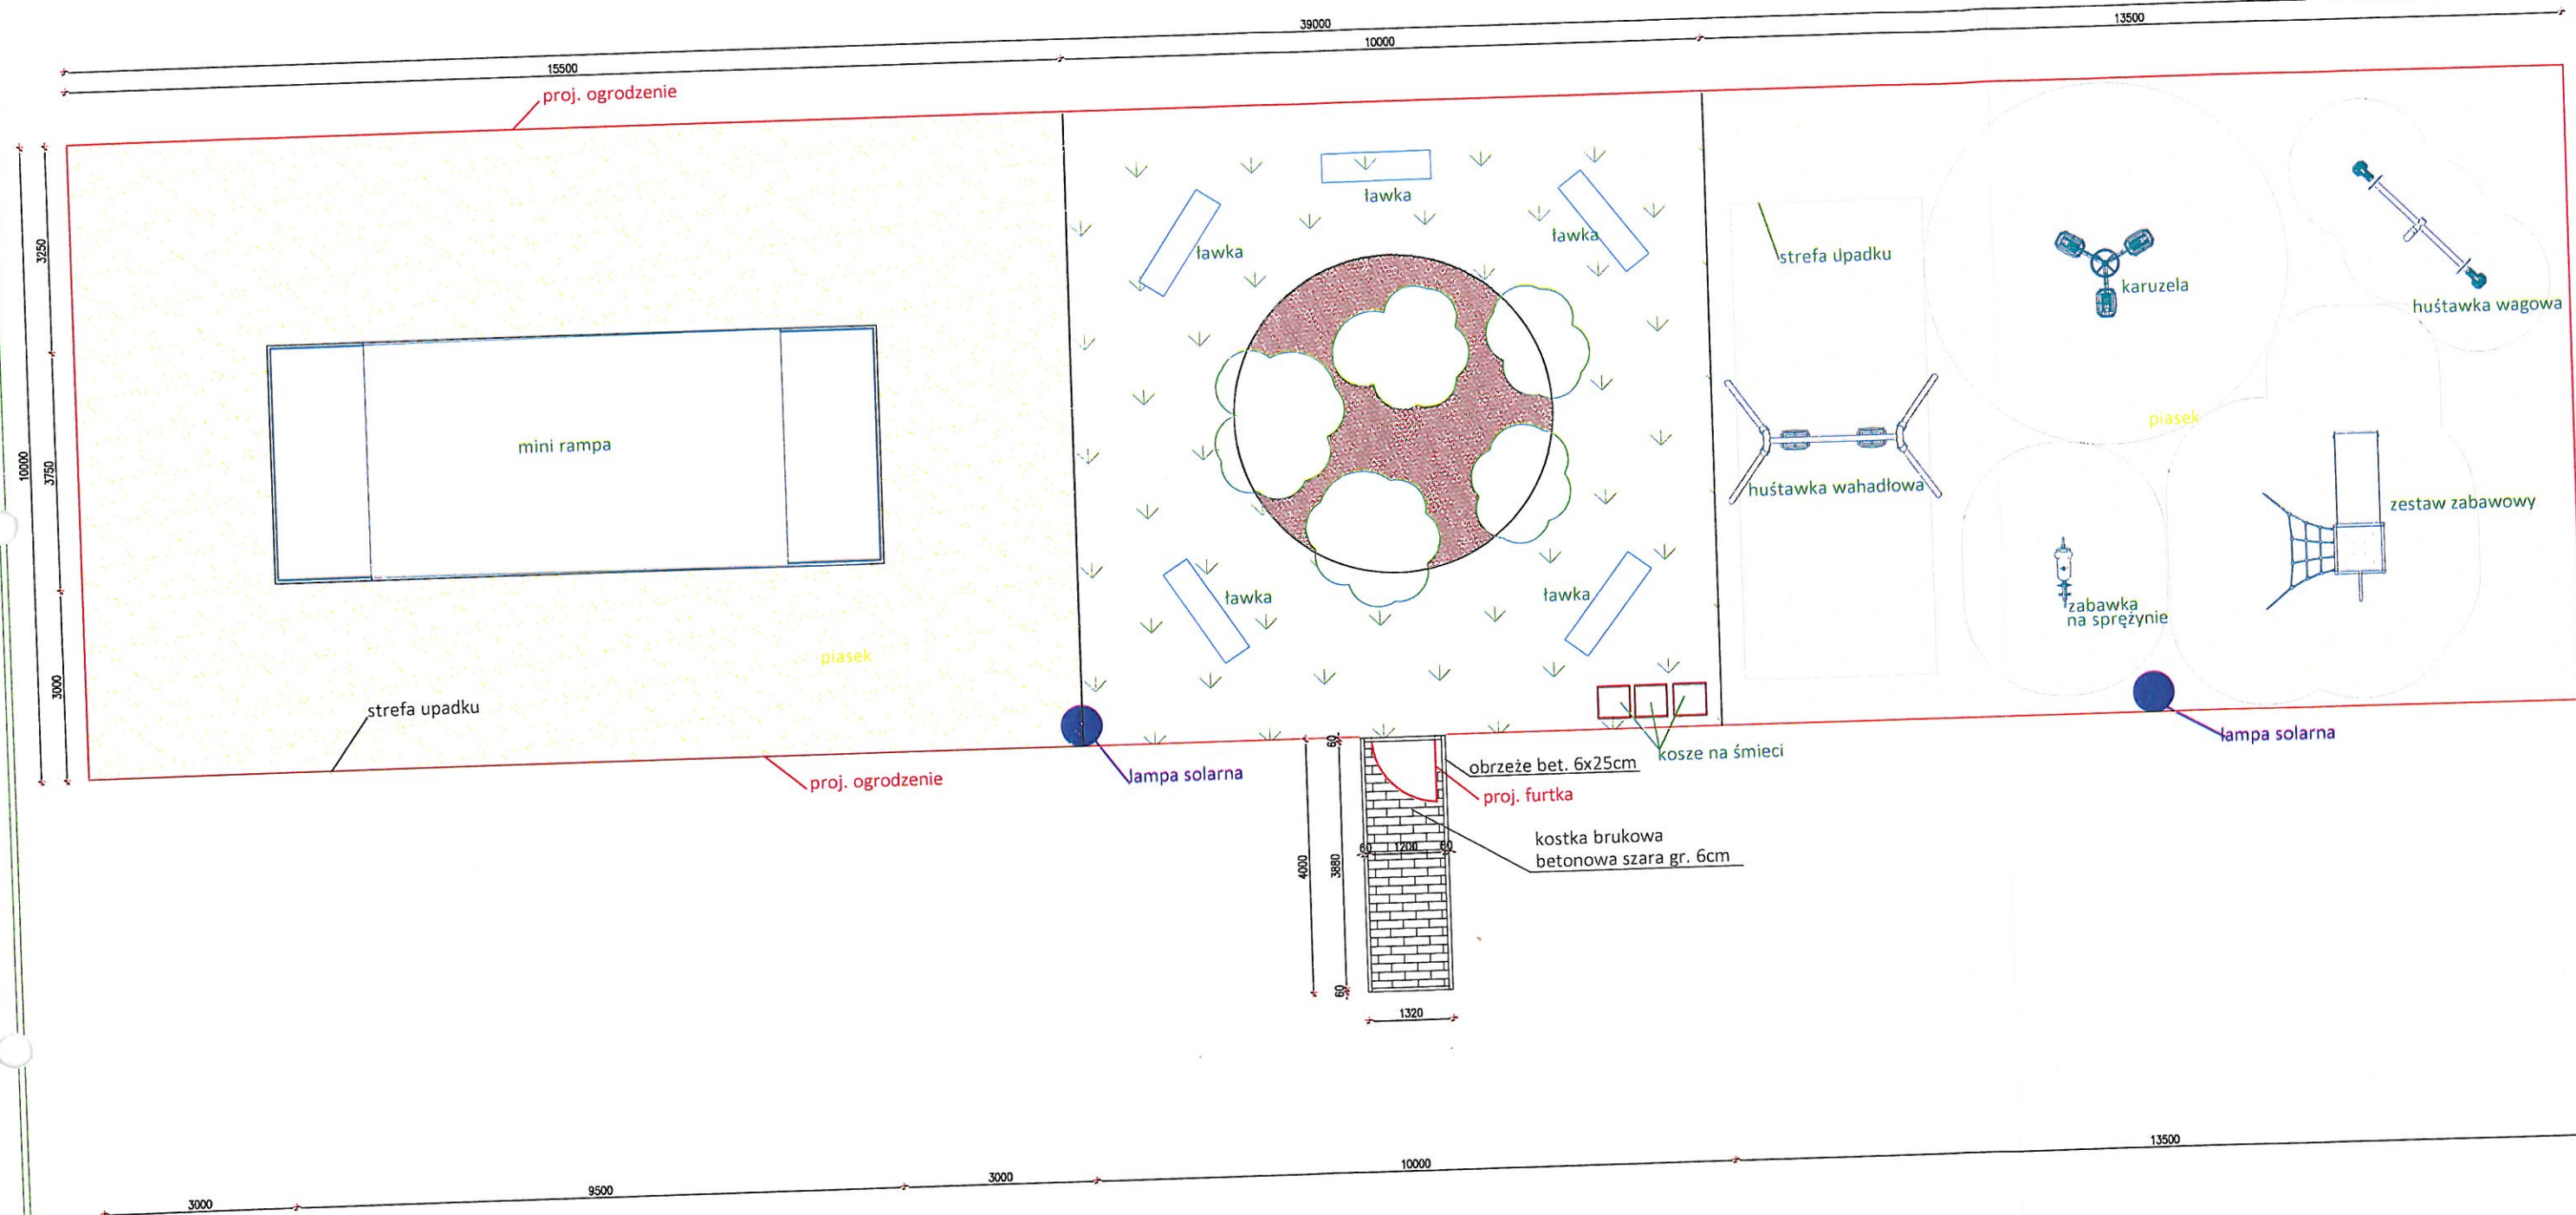 39000
13500
10000
15500
proj. ogrodzenie
ławka
ławka
ławka
strefa upadku
karuzela
huśtawka wagowa
3250
10000
3750
3000
mini rampa
piasek
huśtawka wahadłowa
zestaw zabawowy
ławka
ławka
zabawka
na sprężynie
piasek
strefa upadku
kosze na śmieci
lampa solarna
proj. ogrodzenie
lampa solarna
60
obrzeże bet. 6x25cm
proj. furtka
kostka brukowa
betonowa szara gr. 6cm
60
1200
60
4000
3880
60
1320
13500
10000
3000
9500
3000